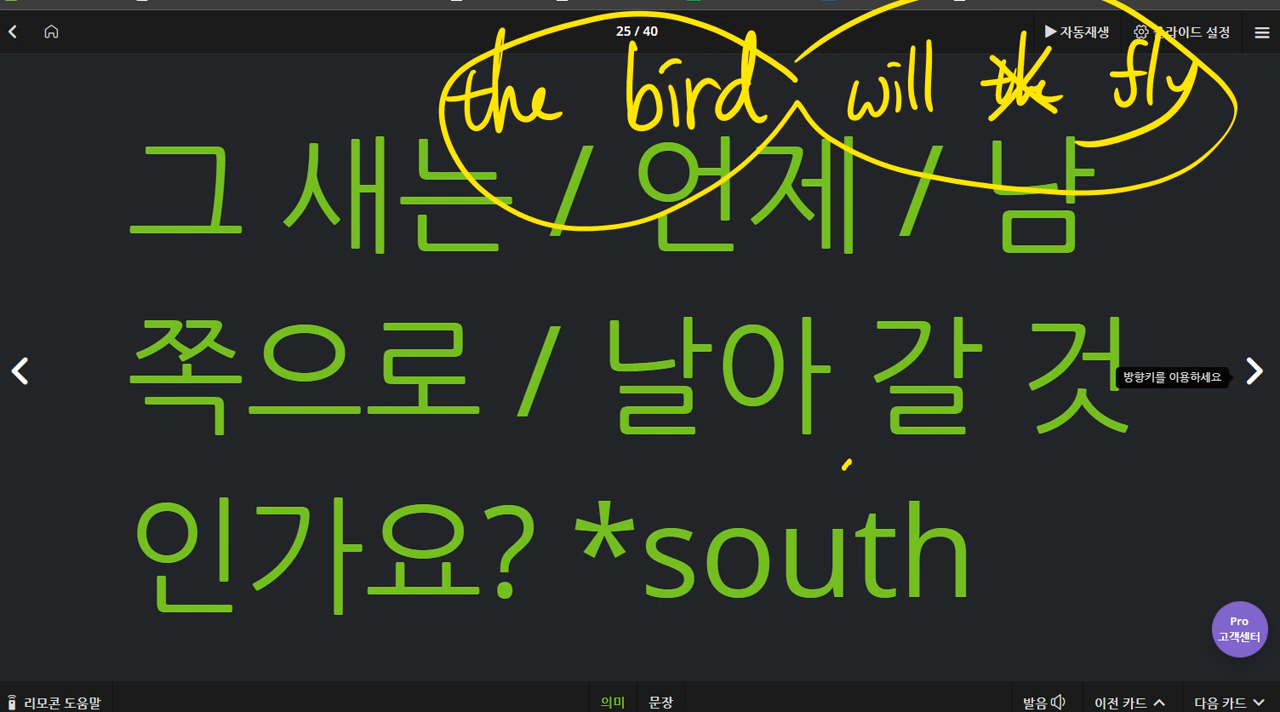 25 / 40
자동재생
슬라이드 설정
the bird will the fly
그 새는 / 언제 / 남
쪽으로 / 날아 갈 것
방향키를 이용하세요
인가요? *south
Pro
고객센터
리모콘 도움말
의미
문장
발음
이전 카드
다음 카드